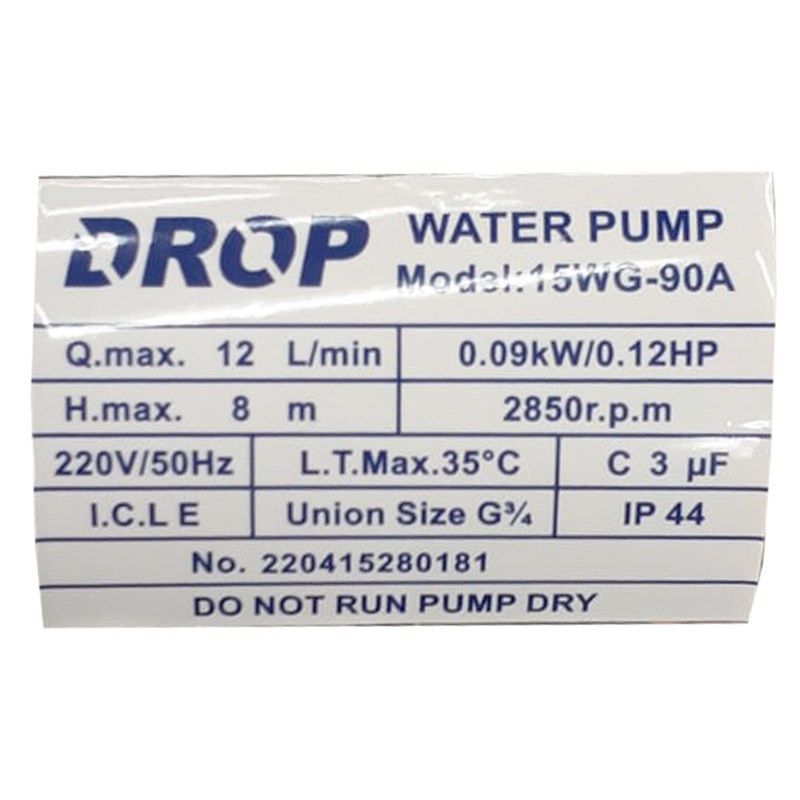 DROP WATER PUMP
Model:15WG-90A
Q.max. 12 L/min 0.09kW/0.12HP
H.max. 8 m 2850r.p.m
220V/50Hz L.T.Max.35°C C 3 µF
I.C.L E Union Size G¾ IP 44
No. 220415280181
DO NOT RUN PUMP DRY